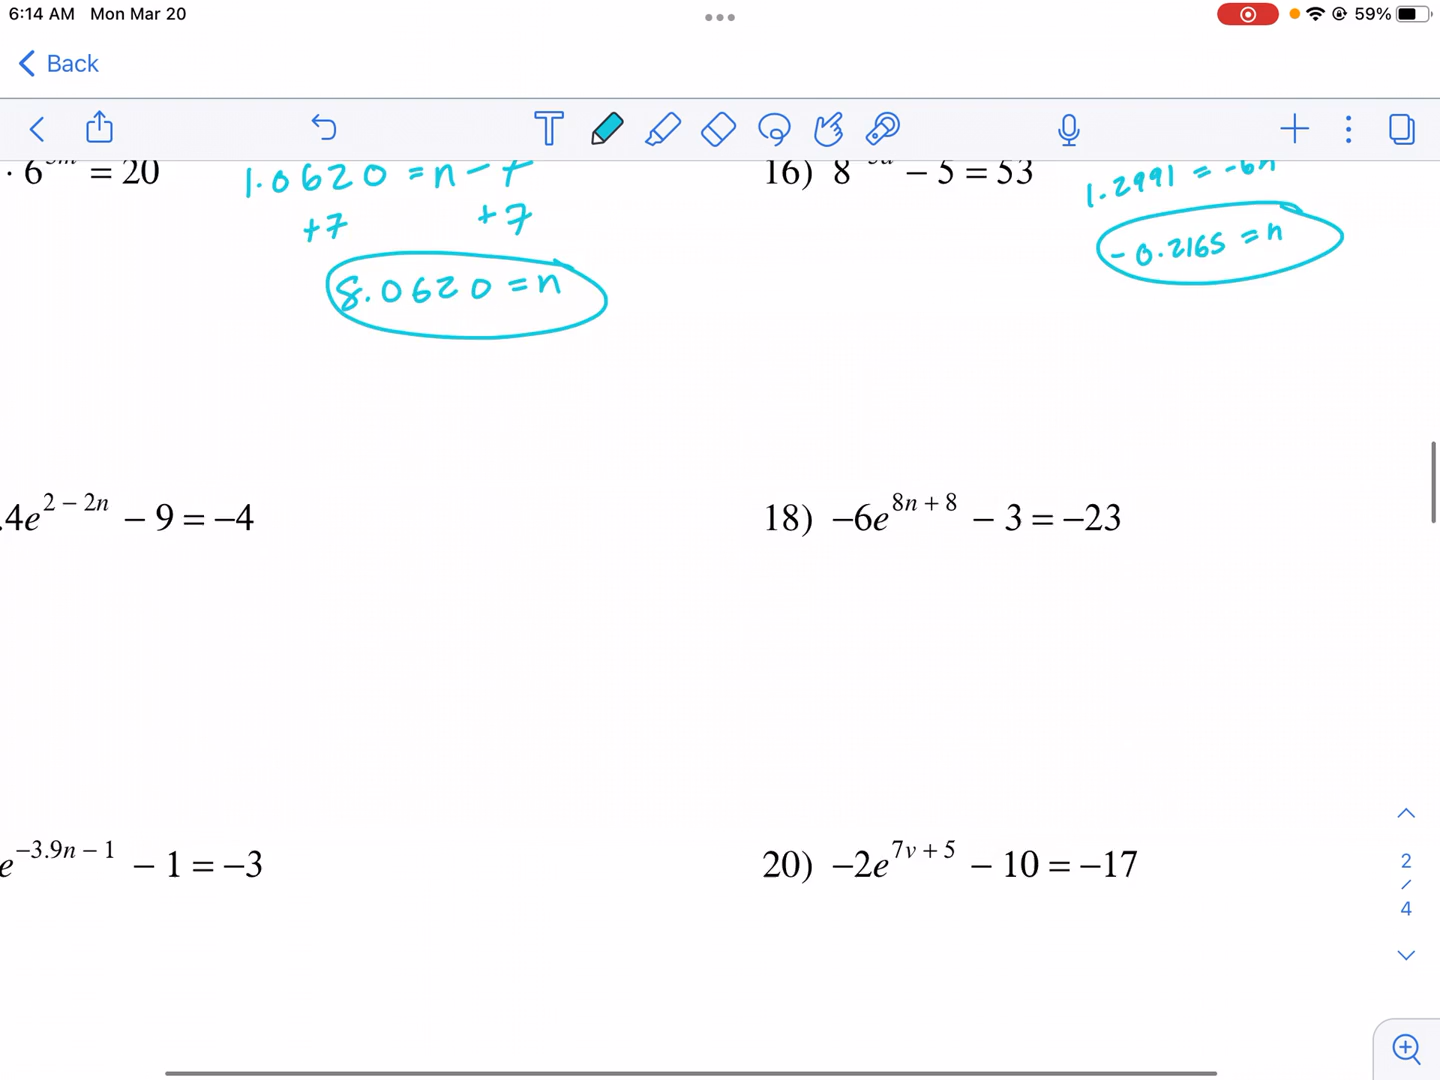 6:14 AM Mon Mar 20
59%
Back
T
· 6 = 20
1.0620 = n - 7
+7 +7
8.0620 = n
16) 8 − 5 = 53
1.2991 = -6n
-0.2165 = n
.4e^{2 − 2n} − 9 = −4
18) −6e^{8n + 8} − 3 = −23
e^{−3.9n − 1} − 1 = −3
20) −2e^{7v + 5} − 10 = −17
2
/
4